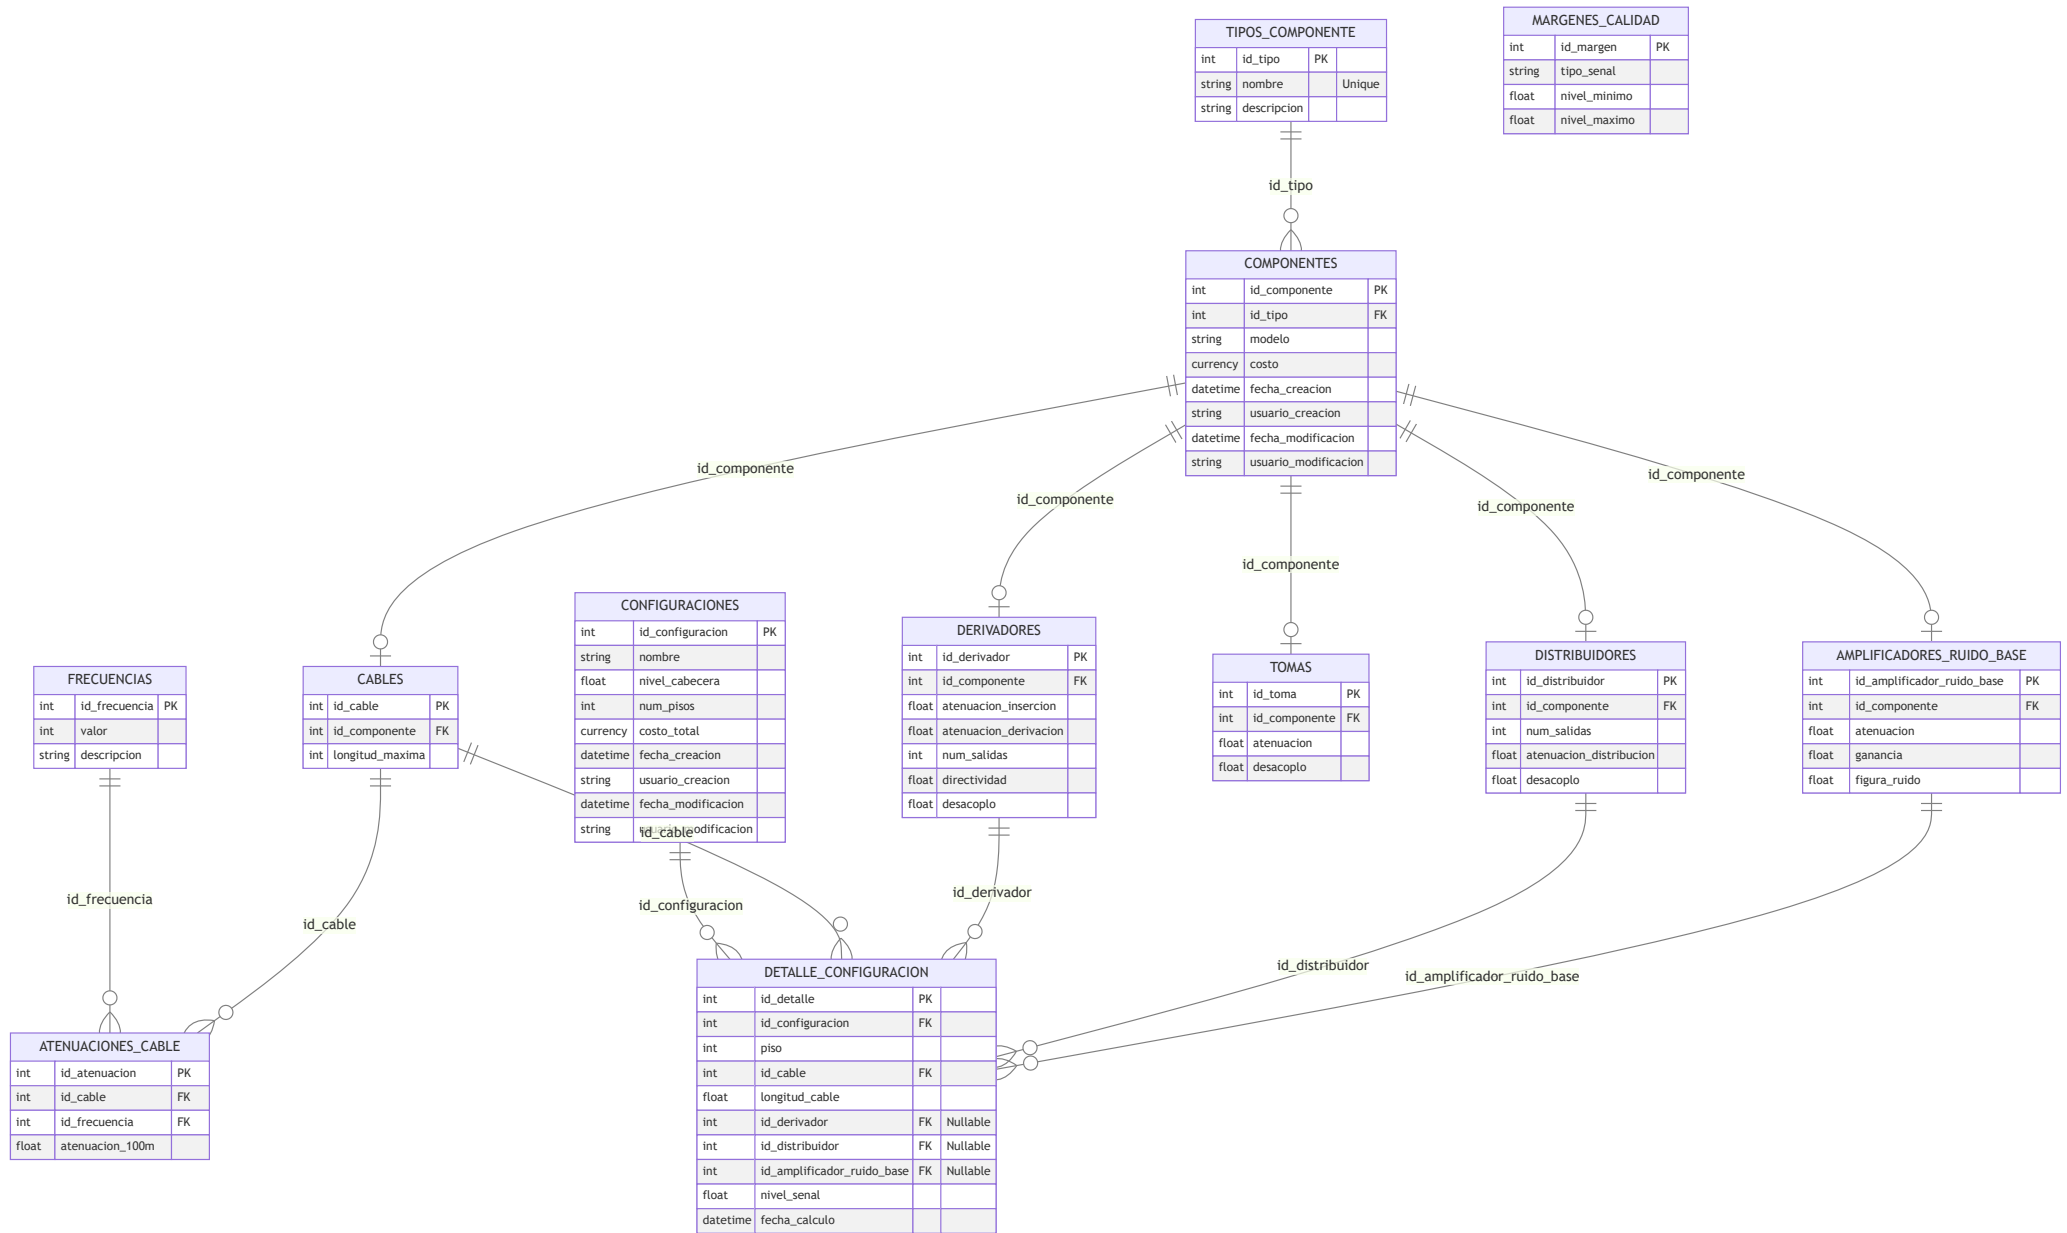 TIPOS_COMPONENTE
int id_tipo PK
string nombre Unique
string descripcion
MARGENES_CALIDAD
int id_margen PK
string tipo_senal
float nivel_minimo
float nivel_maximo
id_tipo
COMPONENTES
int id_componente PK
int id_tipo FK
string modelo
currency costo
datetime fecha_creacion
string usuario_creacion
datetime fecha_modificacion
string usuario_modificacion
id_componente
id_componente
id_componente
id_componente
id_componente
FRECUENCIAS
int id_frecuencia PK
int valor
string descripcion
CABLES
int id_cable PK
int id_componente FK
int longitud_maxima
CONFIGURACIONES
int id_configuracion PK
string nombre
float nivel_cabecera
int num_pisos
currency costo_total
datetime fecha_creacion
string usuario_creacion
datetime fecha_modificacion
string usuario_modificacion
DERIVADORES
int id_derivador PK
int id_componente FK
float atenuacion_insercion
float atenuacion_derivacion
int num_salidas
float directividad
float desacoplo
TOMAS
int id_toma PK
int id_componente FK
float atenuacion
float desacoplo
DISTRIBUIDORES
int id_distribuidor PK
int id_componente FK
int num_salidas
float atenuacion_distribucion
float desacoplo
AMPLIFICADORES_RUIDO_BASE
int id_amplificador_ruido_base PK
int id_componente FK
float atenuacion
float ganancia
float figura_ruido
id_frecuencia
id_cable
id_cable
id_configuracion
id_derivador
id_distribuidor
id_amplificador_ruido_base
ATENUACIONES_CABLE
int id_atenuacion PK
int id_cable FK
int id_frecuencia FK
float atenuacion_100m
DETALLE_CONFIGURACION
int id_detalle PK
int id_configuracion FK
int piso
int id_cable FK
float longitud_cable
int id_derivador FK Nullable
int id_distribuidor FK Nullable
int id_amplificador_ruido_base FK Nullable
float nivel_senal
datetime fecha_calculo